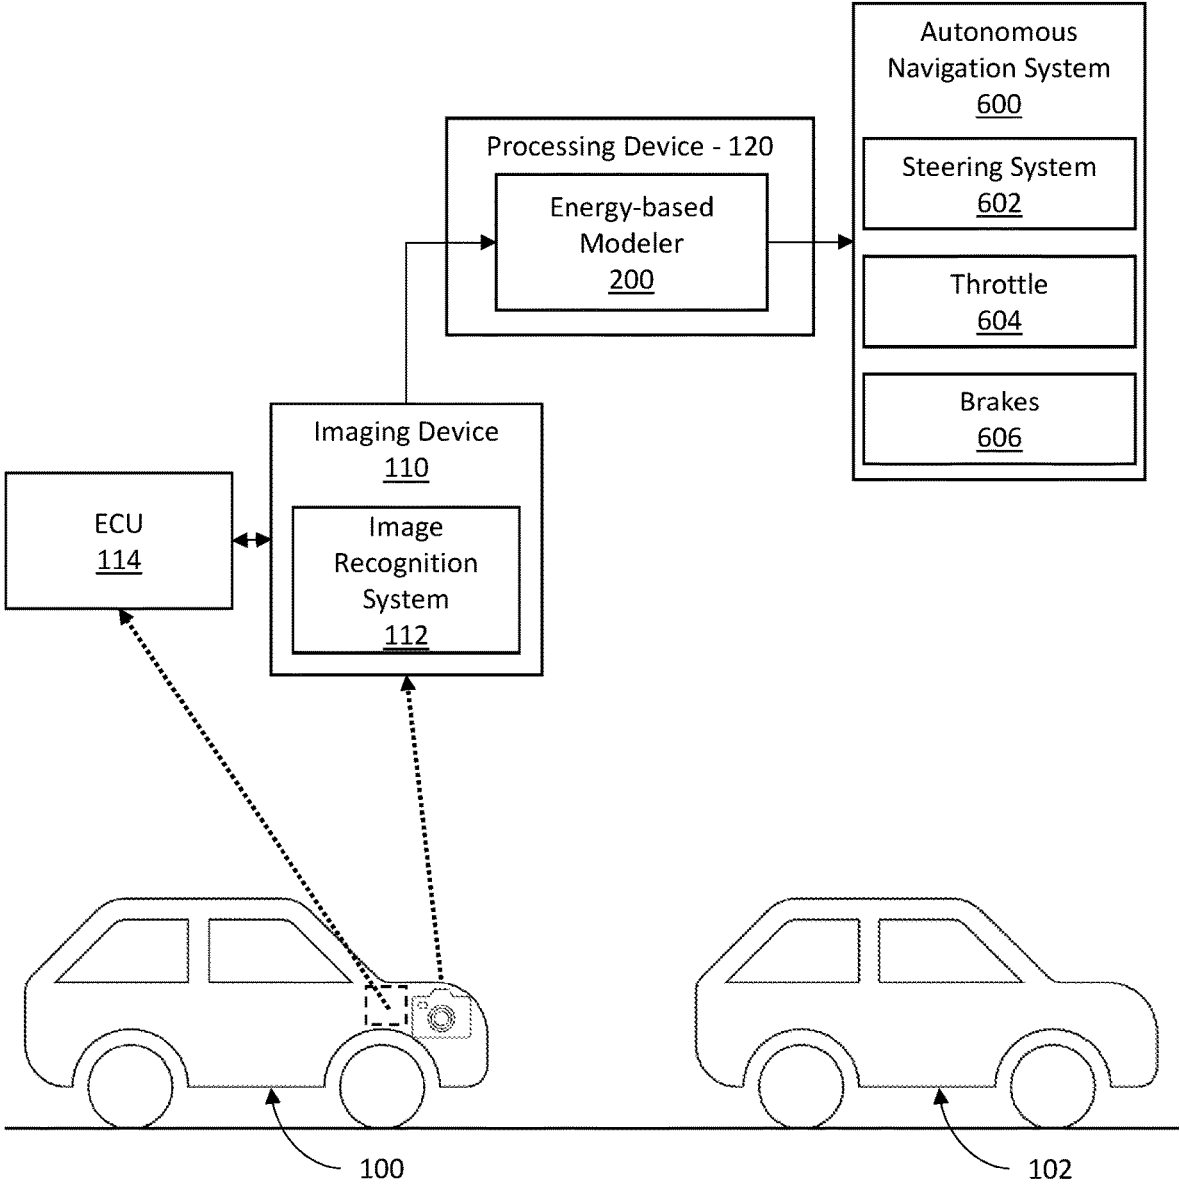 Autonomous
Navigation System
600
Steering System
602
Throttle
604
Brakes
606
Processing Device - 120
Energy-based
Modeler
200
Imaging Device
110
Image
Recognition
System
112
ECU
114
100
102